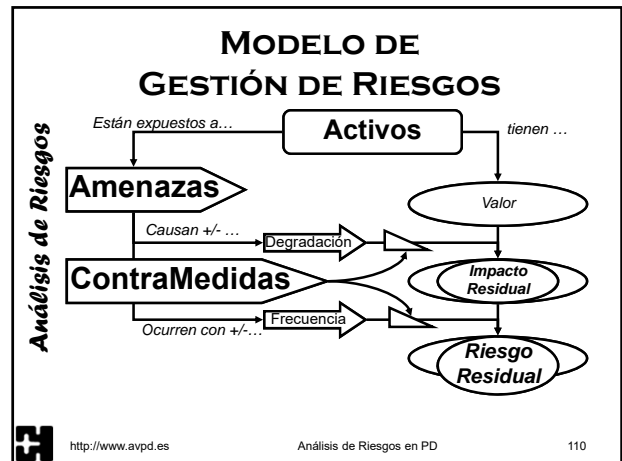 MODELO DE
GESTIÓN DE RIESGOS
Análisis de Riesgos
Están expuestos a…
Activos
tienen …
Amenazas
Valor
Causan +/- …
Degradación
ContraMedidas
Impacto
Residual
Ocurren con +/-…
Frecuencia
Riesgo
Residual
http://www.avpd.es
Análisis de Riesgos en PD
110